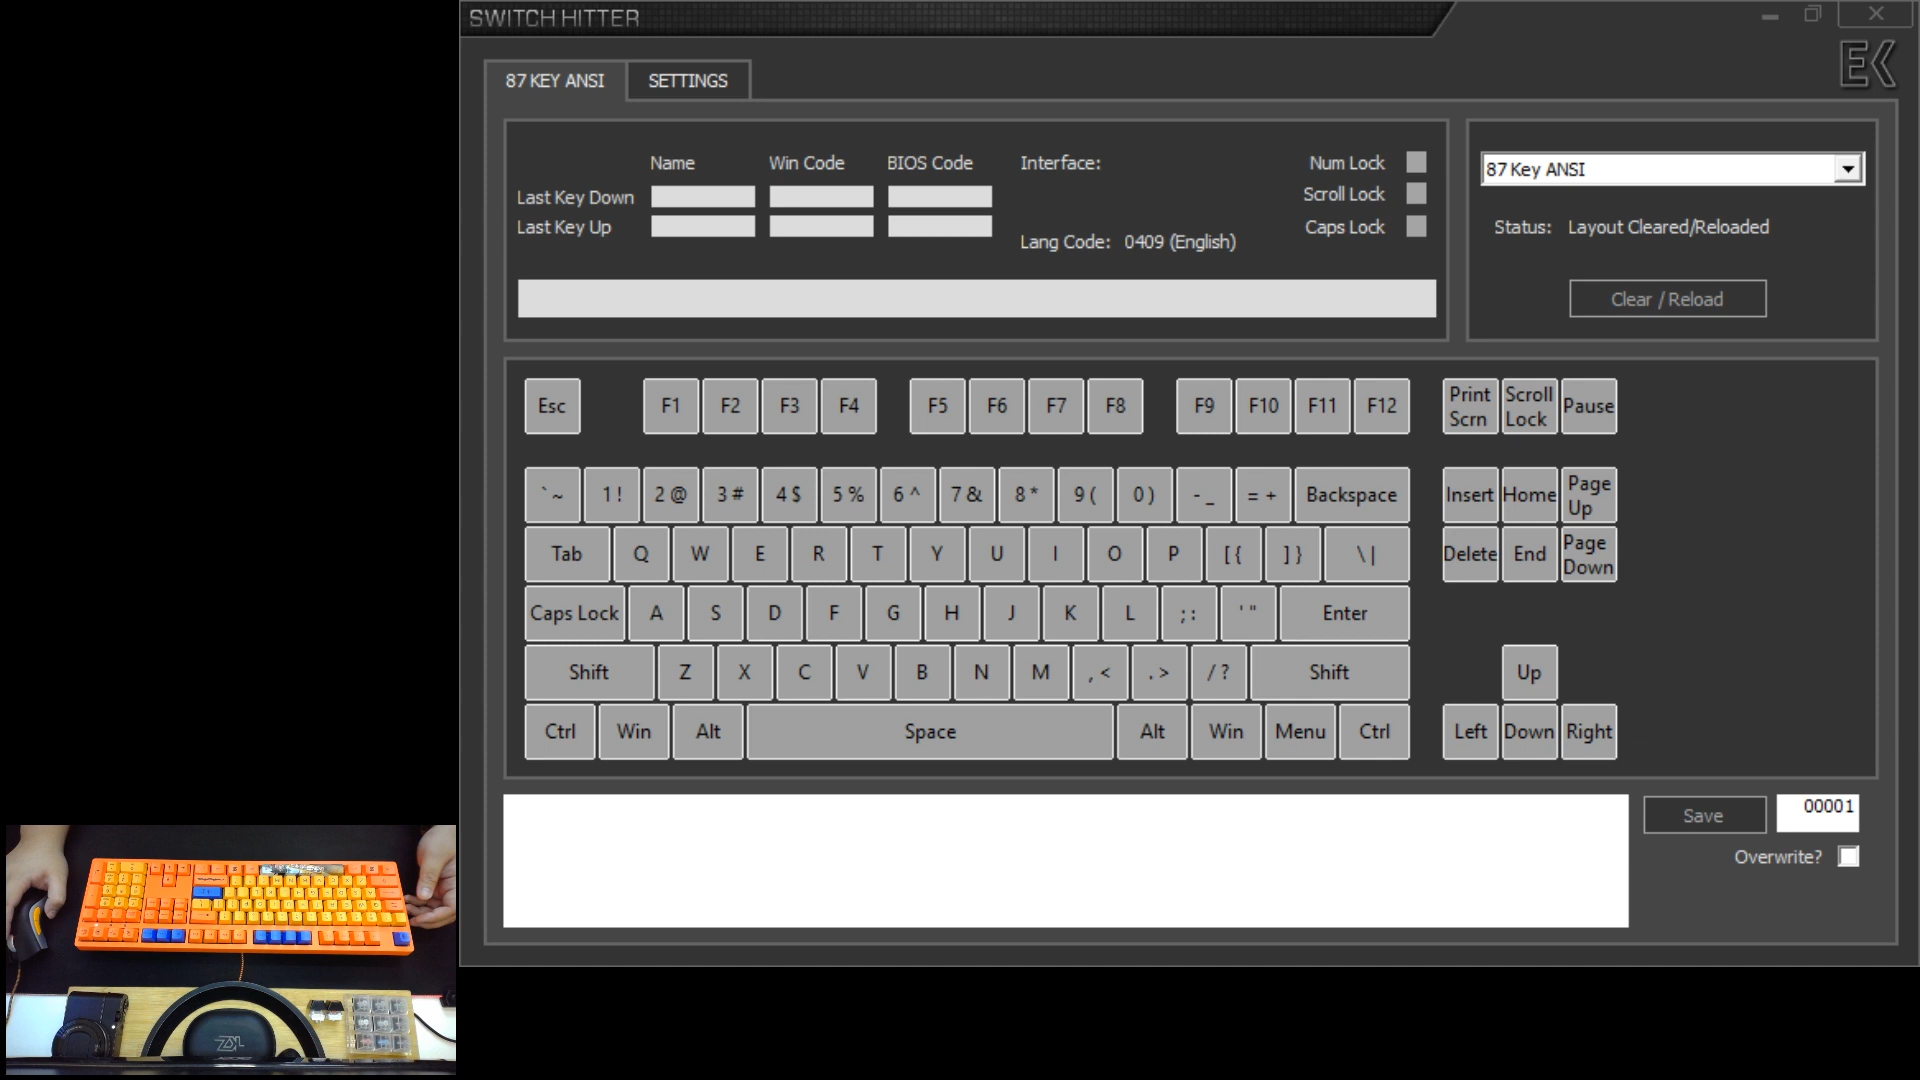 SWITCH HITTER
EK
87 KEY ANSI SETTINGS
Name Win Code BIOS Code Interface: Num Lock
Last Key Down Scroll Lock
Last Key Up Caps Lock
Lang Code: 0409 (English)
87 Key ANSI
Status: Layout Cleared/Reloaded
Clear / Reload
Esc F1 F2 F3 F4 F5 F6 F7 F8 F9 F10 F11 F12 Print Scrn Scroll Lock Pause
` ~ 1 ! 2 @ 3 # 4 $ 5 % 6 ^ 7 & 8 * 9 ( 0 ) - _ = + Backspace Insert Home Page Up
Tab Q W E R T Y U I O P [ { ] } \ | Delete End Page Down
Caps Lock A S D F G H J K L ; : ' " Enter
Shift Z X C V B N M , < . > / ? Shift Up
Ctrl Win Alt Space Alt Win Menu Ctrl Left Down Right
Save 00001
Overwrite?